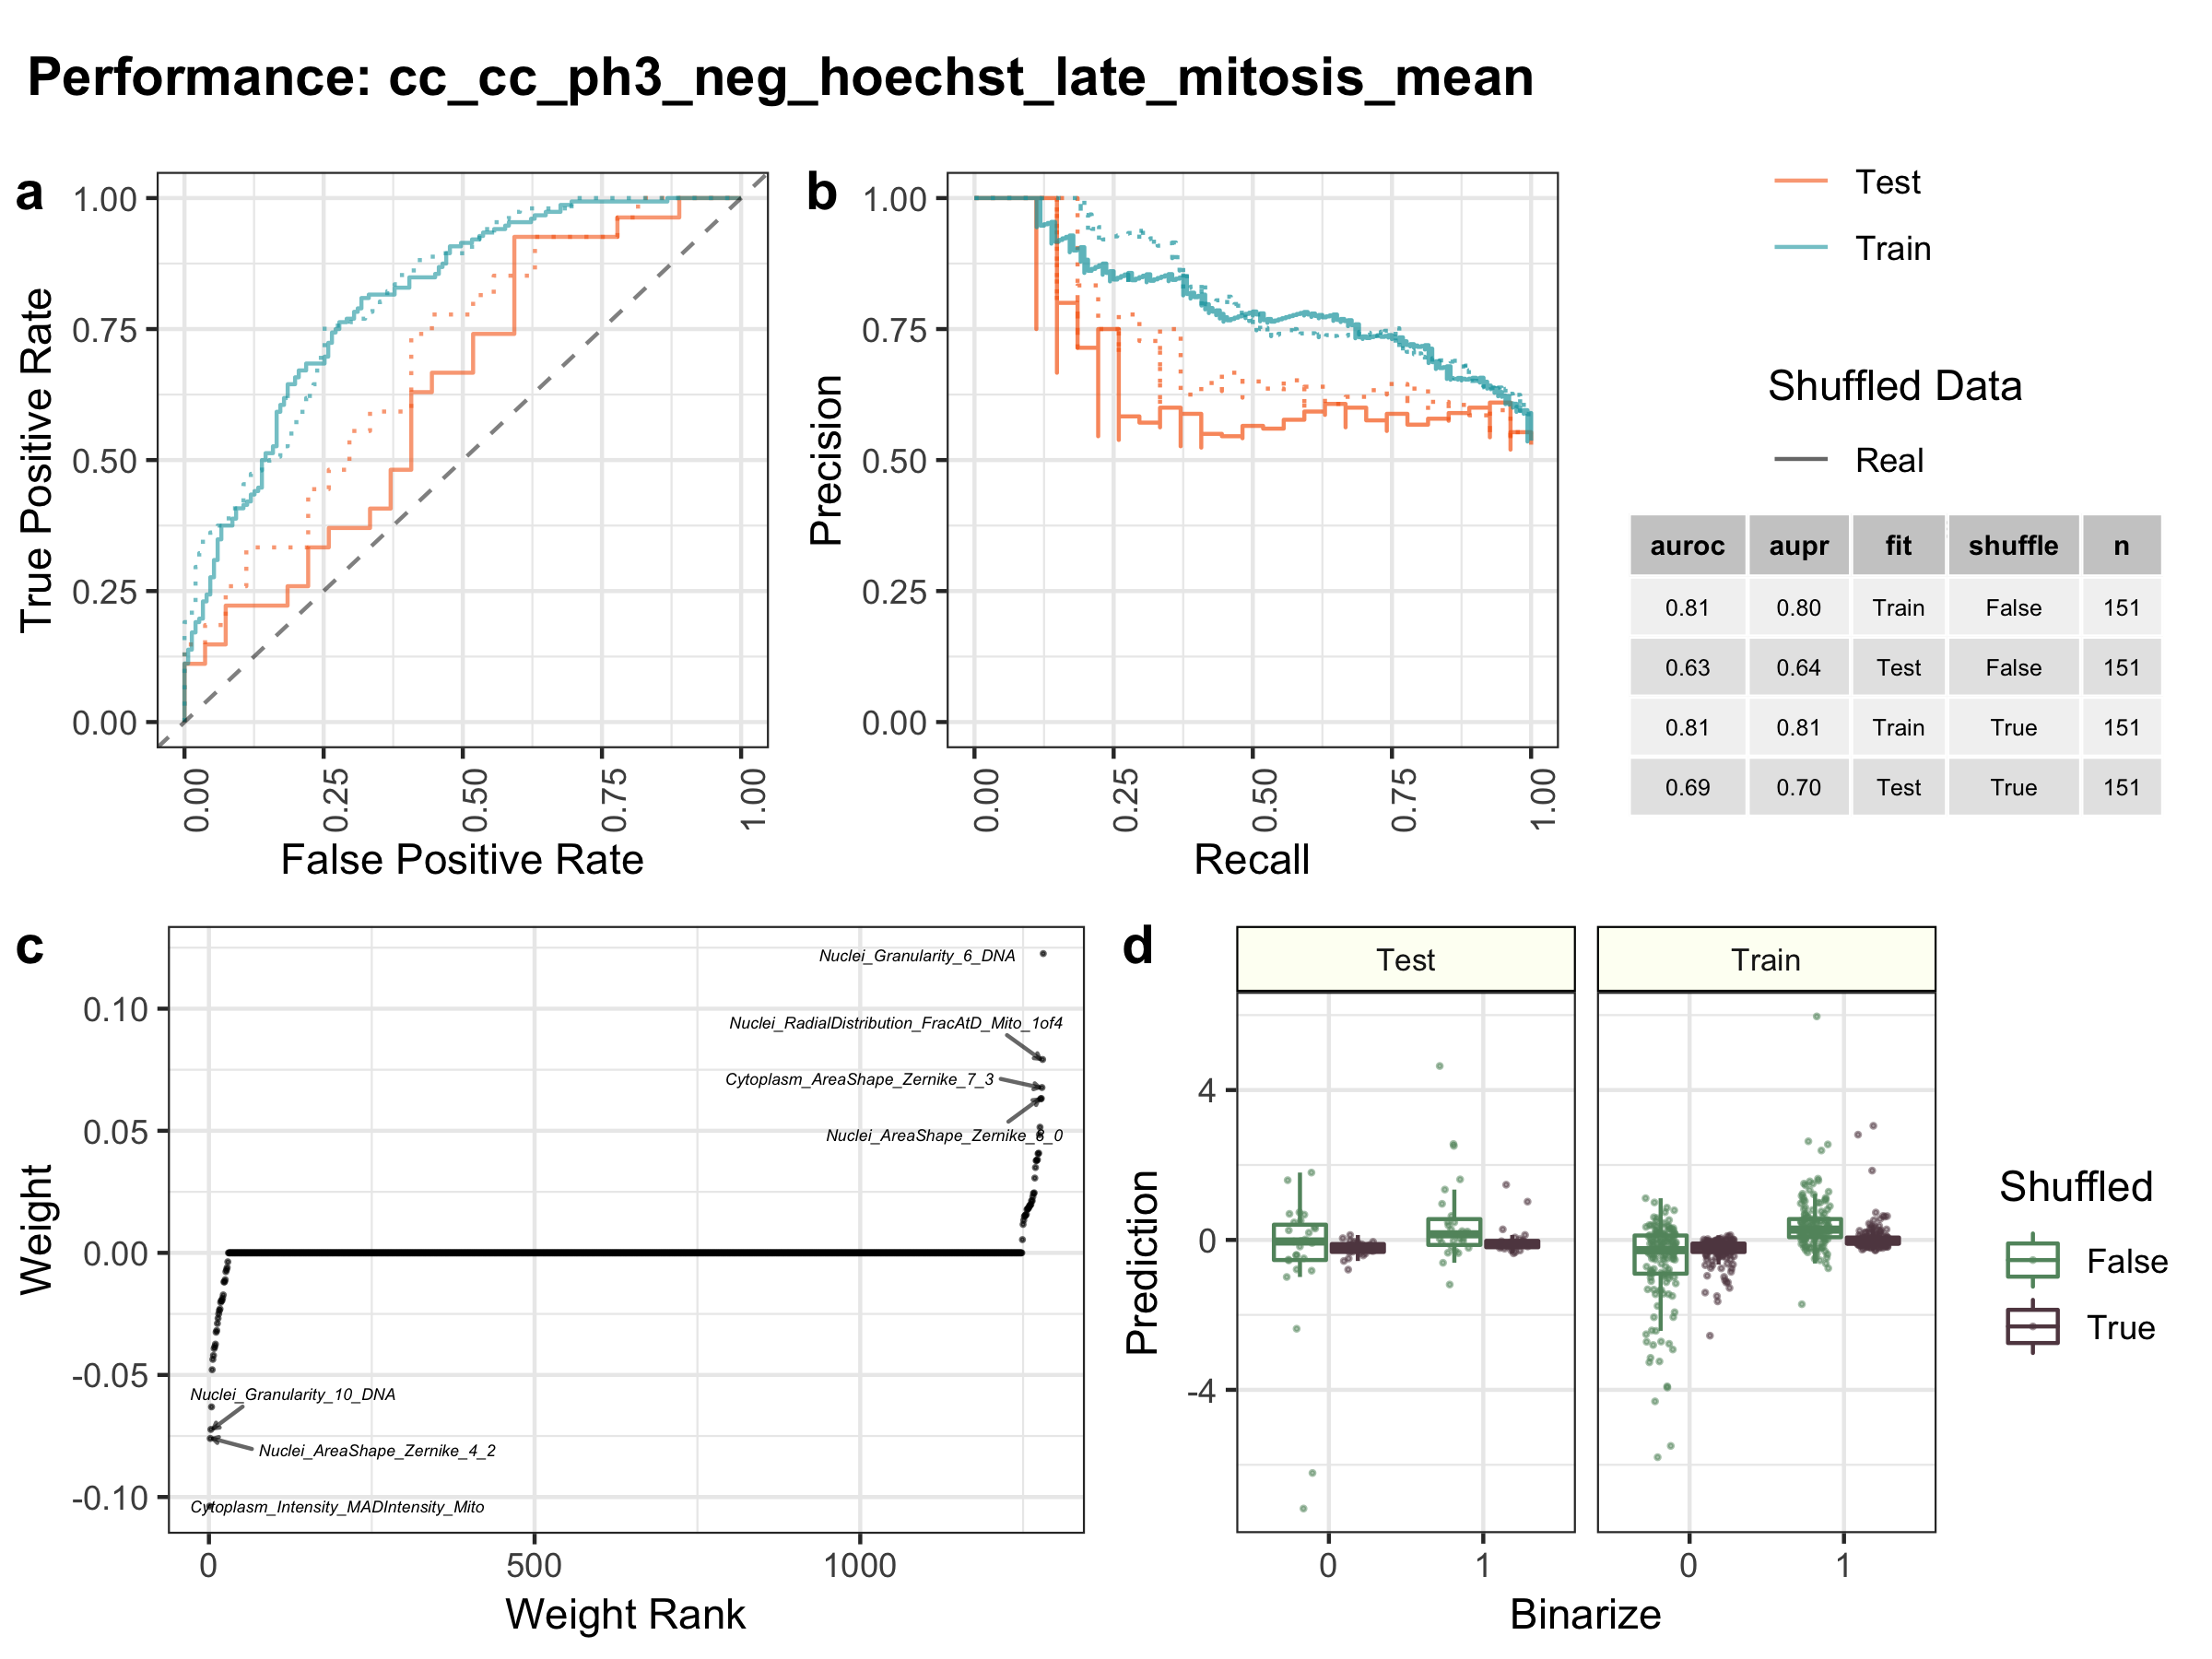 Performance: cc_cc_ph3_neg_hoechst_late_mitosis_mean
a
1.00
0.75
0.50
0.25
0.00
True Positive Rate
0.00
0.25
0.50
0.75
1.00
False Positive Rate
b
1.00
0.75
0.50
0.25
0.00
Precision
0.00
0.25
0.50
0.75
1.00
Recall
Test
Train
Shuffled Data
Real
auroc aupr fit shuffle n
0.81 0.80 Train False 151
0.63 0.64 Test False 151
0.81 0.81 Train True 151
0.69 0.70 Test True 151
c
0.10
0.05
0.00
-0.05
-0.10
Weight
Nuclei_Granularity_6_DNA
Nuclei_RadialDistribution_FracAtD_Mito_1of4
Cytoplasm_AreaShape_Zernike_7_3
Nuclei_AreaShape_Zernike_8_0
Nuclei_Granularity_10_DNA
Nuclei_AreaShape_Zernike_4_2
Cytoplasm_Intensity_MADIntensity_Mito
0
500
1000
Weight Rank
d
Test
Train
4
0
-4
Prediction
0
1
0
1
Binarize
Shuffled
False
True